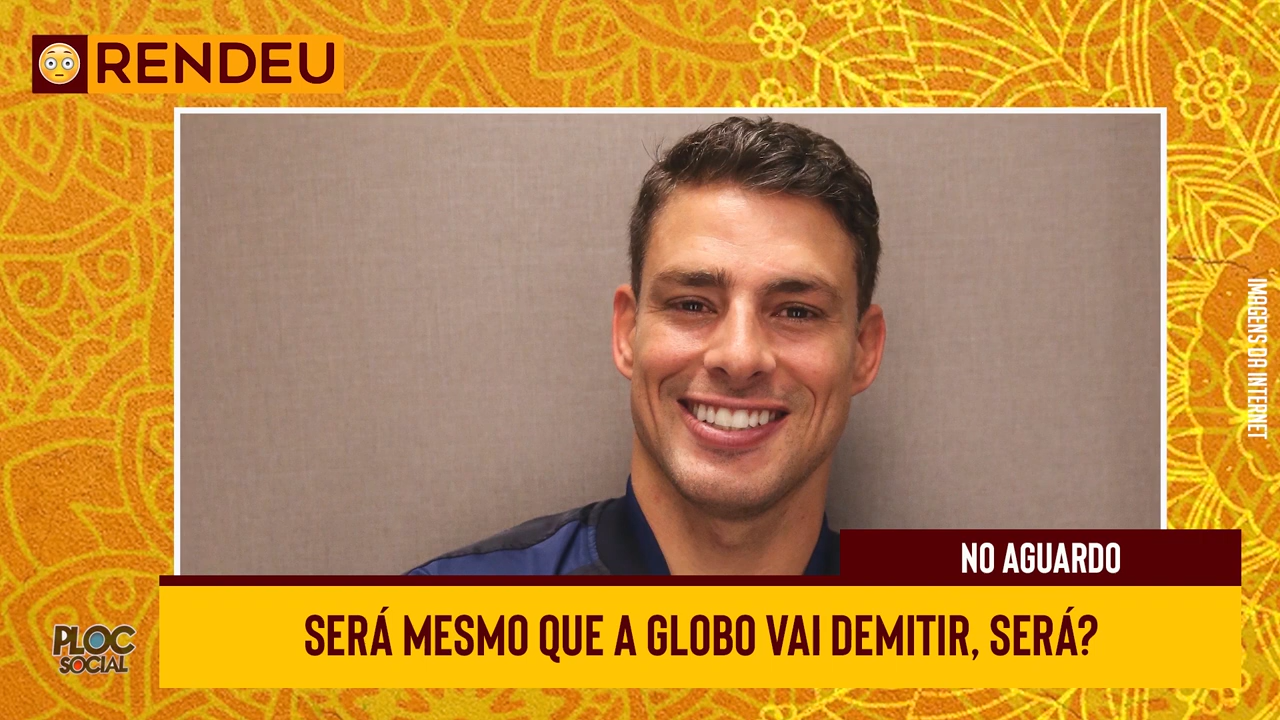 RENDEU
IMAGENS DA INTERNET
NO AGUARDO
SERÁ MESMO QUE A GLOBO VAI DEMITIR, SERÁ?
PLOC
SOCIAL